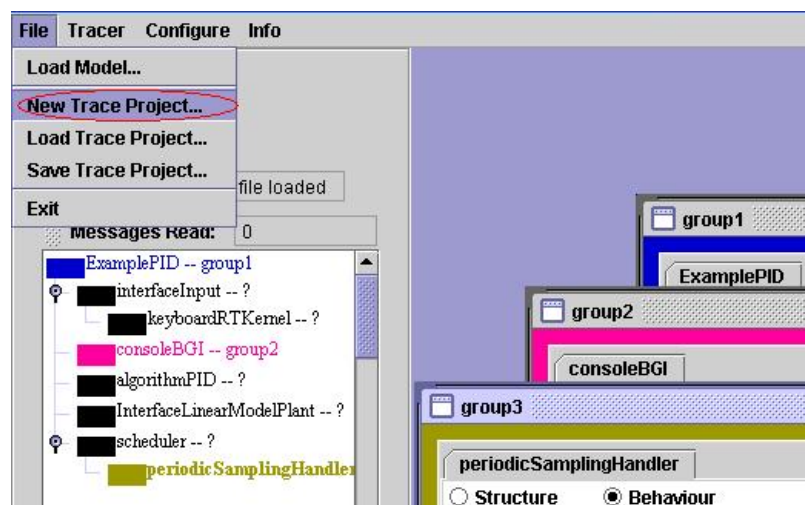 File Tracer Configure Info
Load Model...
New Trace Project...
Load Trace Project...
Save Trace Project...
file loaded
Exit
Messages Read: 0
ExamplePID -- group1
interfaceInput -- ?
keyboardRTKernel -- ?
consoleBGI -- group2
algorithmPID -- ?
InterfaceLinearModelPlant -- ?
scheduler -- ?
periodicSamplingHandler
group1
ExamplePID
group2
consoleBGI
group3
periodicSamplingHandler
Structure Behaviour